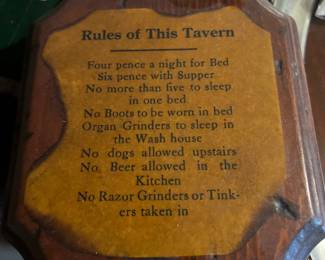 Rules of This Tavern
Four pence a night for Bed
Six pence with Supper
No more than five to sleep
in one bed
No Boots to be worn in bed
Organ Grinders to sleep in
the Wash house
No dogs allowed upstairs
No Beer allowed in the
Kitchen
No Razor Grinders or Tink-
ers taken in